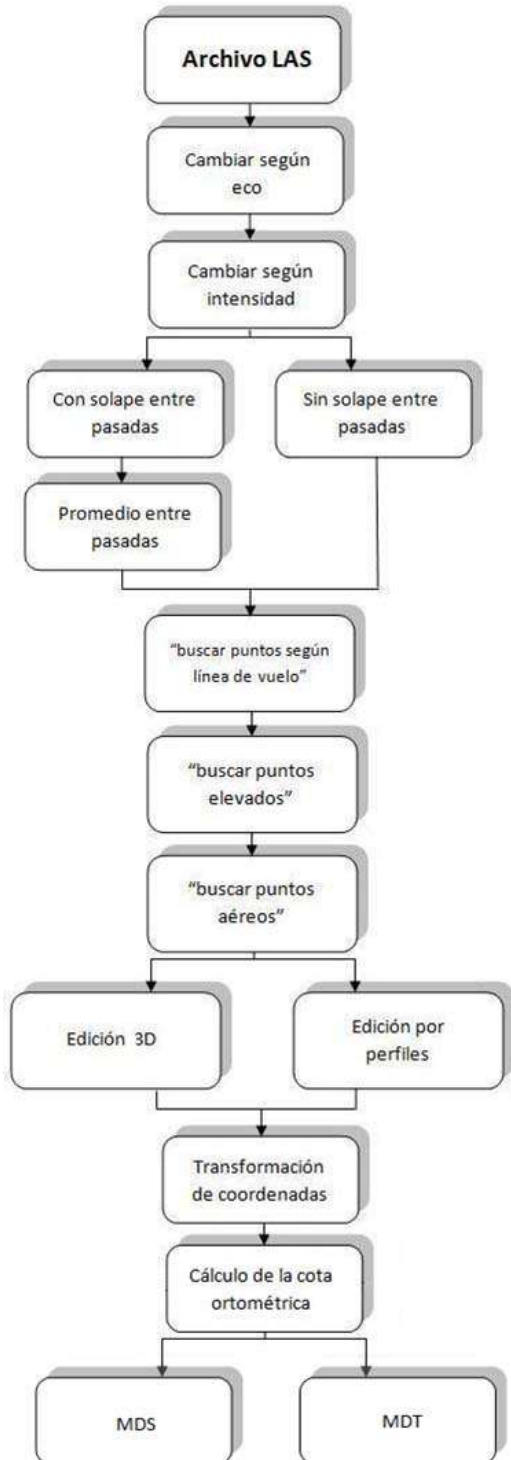 Archivo LAS
Cambiar según
eco
Cambiar según
intensidad
Con solape entre
pasadas
Sin solape entre
pasadas
Promedio entre
pasadas
“buscar puntos según
línea de vuelo”
“buscar puntos
elevados”
“buscar puntos
aéreos”
Edición 3D
Edición por
perfiles
Transformación
de coordenadas
Cálculo de la cota
ortométrica
MDS
MDT